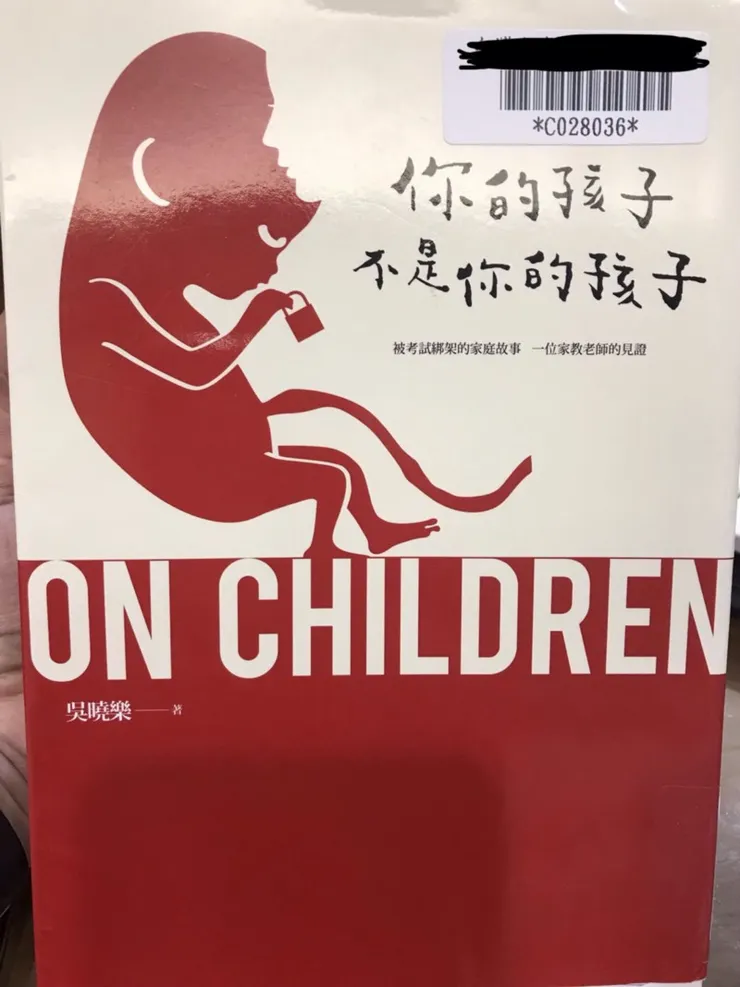 *C028036*
你的孩子
不是你的孩子
被考試綁架的家庭故事　一位家教老師的見證
ON CHILDREN
吳曉樂——著